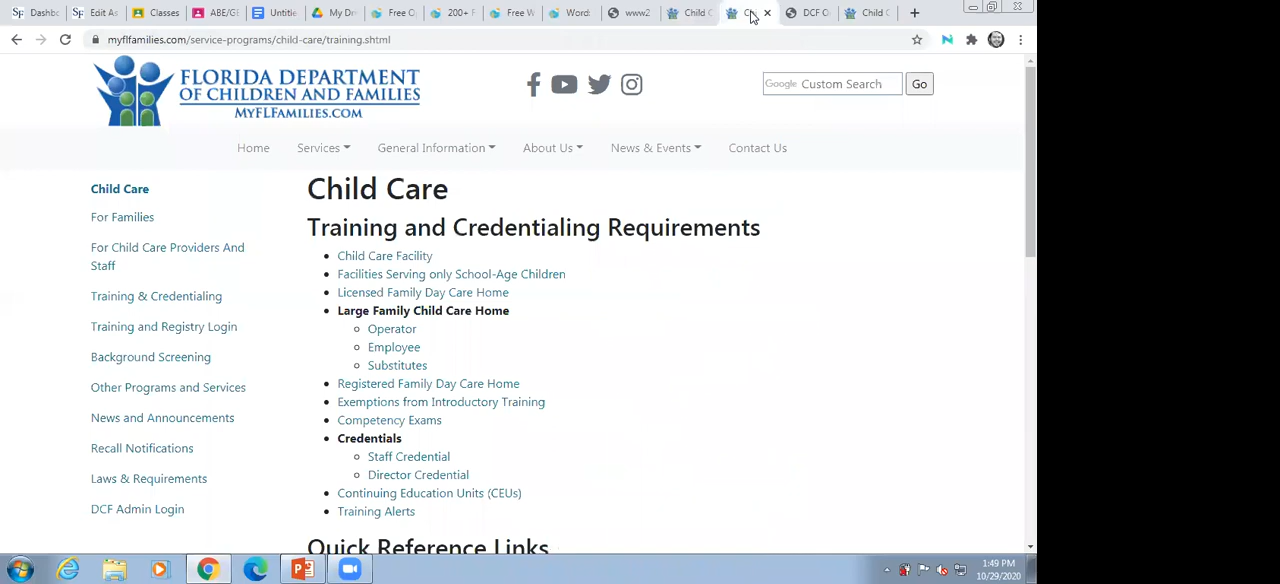 Dashbo
Edit As
Classes
ABE/GE
Untitle
My Dri
Free O
200+ F
Free W
Words
www2
Child C
DCF O
Child C
myflfamilies.com/service-programs/child-care/training.shtml
FLORIDA DEPARTMENT
OF CHILDREN AND FAMILIES
MYFLFAMILIES.COM
Google Custom Search
Go
Home
Services
General Information
About Us
News & Events
Contact Us
Child Care
For Families
For Child Care Providers And
Staff
Training & Credentialing
Training and Registry Login
Background Screening
Other Programs and Services
News and Announcements
Recall Notifications
Laws & Requirements
DCF Admin Login
Child Care
Training and Credentialing Requirements
Child Care Facility
Facilities Serving only School-Age Children
Licensed Family Day Care Home
Large Family Child Care Home
Operator
Employee
Substitutes
Registered Family Day Care Home
Exemptions from Introductory Training
Competency Exams
Credentials
Staff Credential
Director Credential
Continuing Education Units (CEUs)
Training Alerts
Quick Reference Links
1:49 PM
10/29/2020